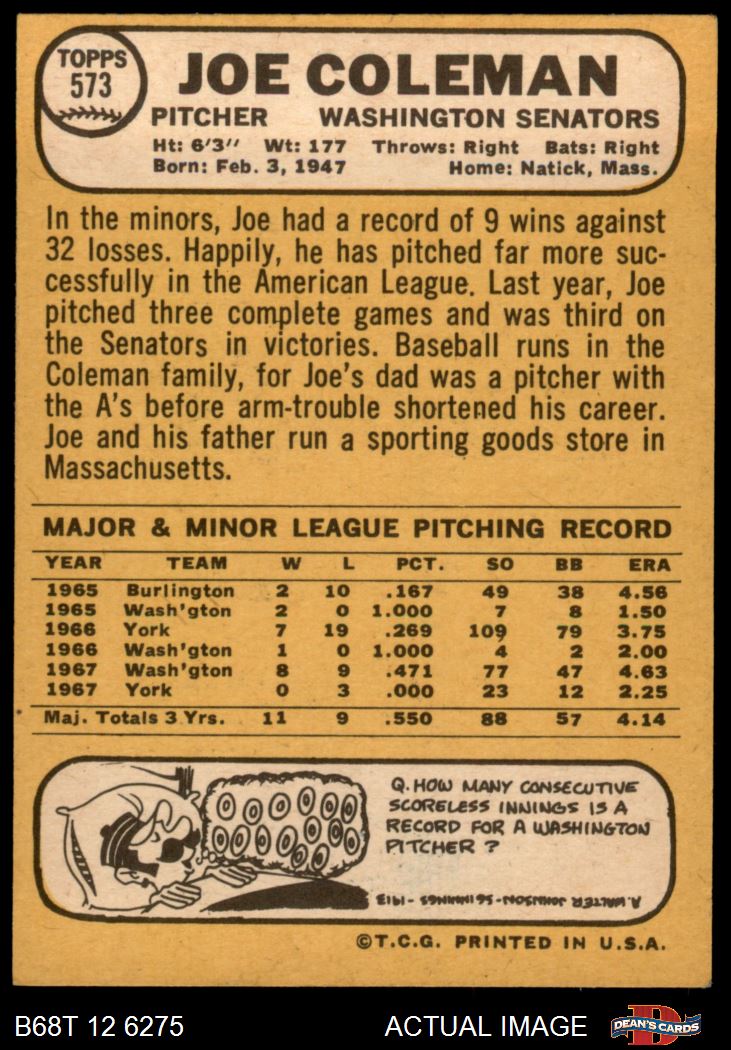 TOPPS
573
JOE COLEMAN
PITCHER WASHINGTON SENATORS
Ht: 6'3" Wt: 177 Throws: Right Bats: Right
Born: Feb. 3, 1947 Home: Natick, Mass.
In the minors, Joe had a record of 9 wins against
32 losses. Happily, he has pitched far more suc-
cessfully in the American League. Last year, Joe
pitched three complete games and was third on
the Senators in victories. Baseball runs in the
Coleman family, for Joe's dad was a pitcher with
the A's before arm-trouble shortened his career.
Joe and his father run a sporting goods store in
Massachusetts.
MAJOR & MINOR LEAGUE PITCHING RECORD
YEAR TEAM W L PCT. SO BB ERA
1965 Burlington 2 10 .167 49 38 4.56
1965 Wash'gton 2 0 1.000 7 8 1.50
1966 York 7 19 .269 109 79 3.75
1966 Wash'gton 1 0 1.000 4 2 2.00
1967 Wash'gton 8 9 .471 77 47 4.63
1967 York 0 3 .000 23 12 2.25
Maj. Totals 3 Yrs. 11 9 .550 88 57 4.14
Q. HOW MANY CONSECUTIVE
SCORELESS INNINGS IS A
RECORD FOR A WASHINGTON
PITCHER ?
A. WALTER JOHNSON - 56 INNINGS - 1913
©T.C.G. PRINTED IN U.S.A.
B68T 12 6275 ACTUAL IMAGE
D
DEAN'S CARDS